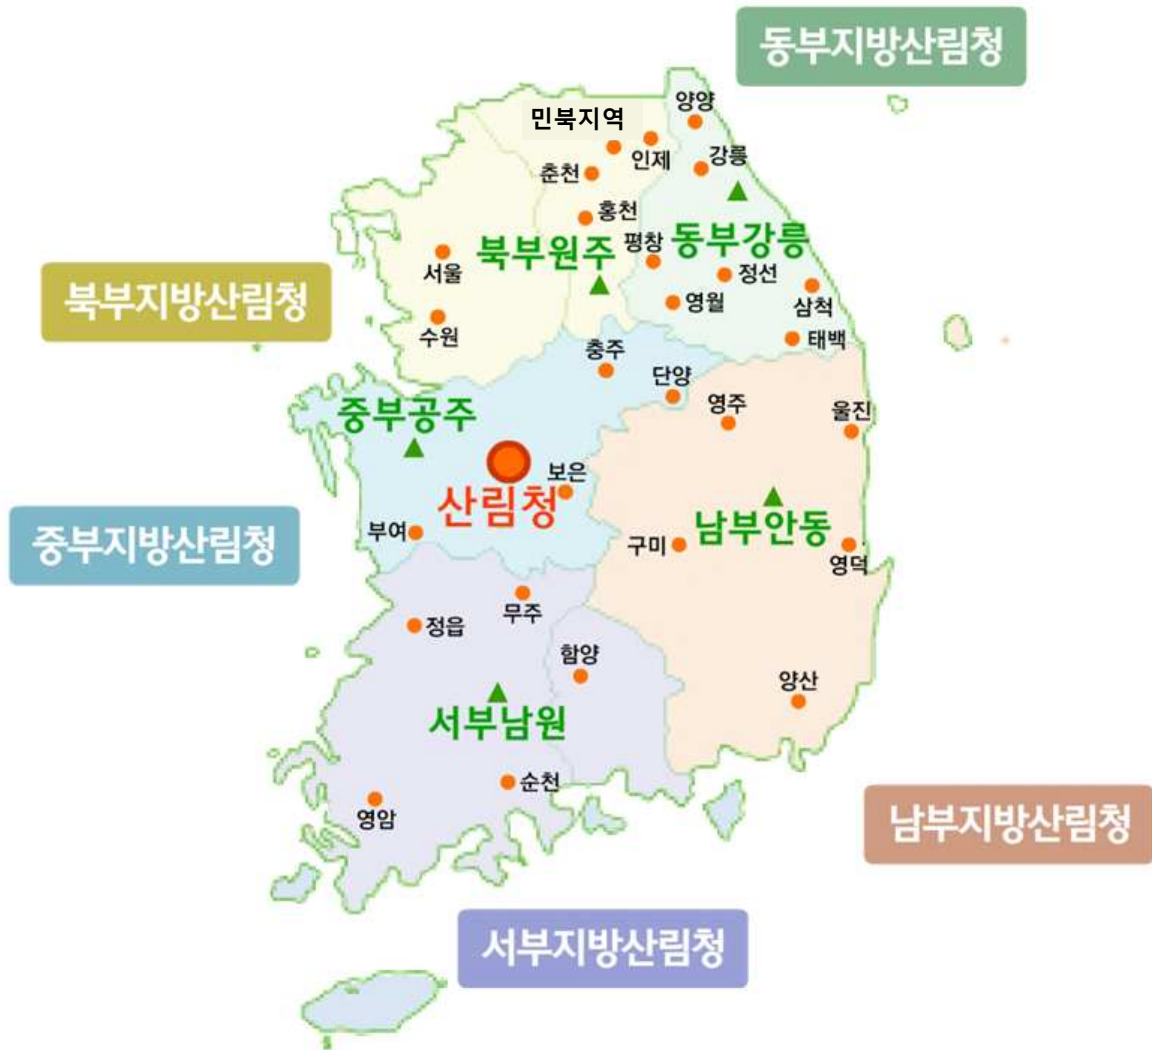 동부지방산림청
양양
민북지역
인제
강릉
춘천
홍천
평창
동부강릉
북부원주
서울
정선
북부지방산림청
영월
삼척
수원
태백
충주
단양
영주
울진
중부공주
보은
산림청
남부안동
부여
중부지방산림청
구미
영덕
무주
정읍
함양
양산
서부남원
순천
영암
남부지방산림청
서부지방산림청